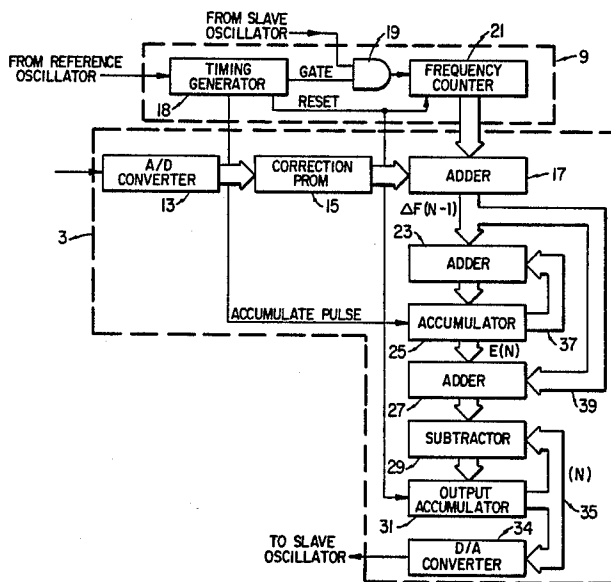 FROM SLAVE
OSCILLATOR
19
21
9
FROM REFERENCE
OSCILLATOR
TIMING
GENERATOR
GATE
FREQUENCY
COUNTER
18
RESET
A/D
CONVERTER
CORRECTION
PROM
ADDER
13
15
17
ΔF(N-1)
3
23
ADDER
ACCUMULATE PULSE
ACCUMULATOR
25
E(N)
37
ADDER
27
39
SUBTRACTOR
29
(N)
OUTPUT
ACCUMULATOR
35
31
34
TO SLAVE
OSCILLATOR
D/A
CONVERTER